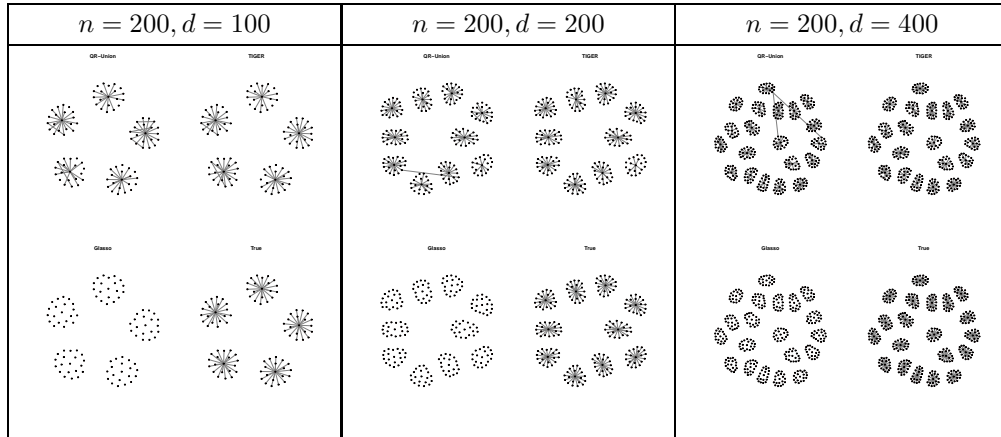 n = 200, d = 100
n = 200, d = 200
n = 200, d = 400
QR−Union
TIGER
QR−Union
TIGER
QR−Union
TIGER
Glasso
True
Glasso
True
Glasso
True